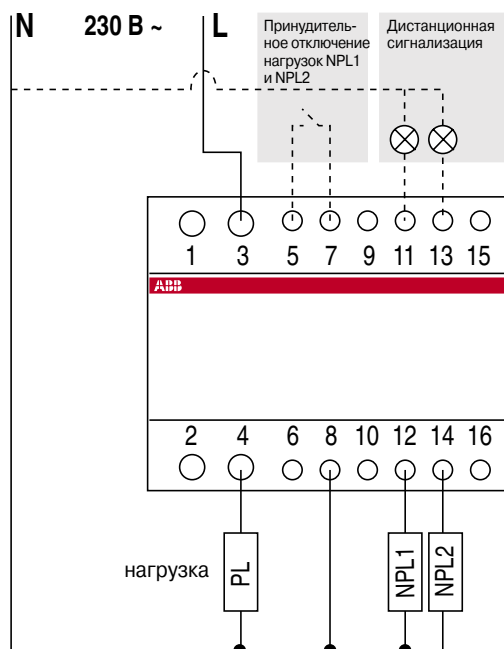 N 230 В ~ L
Принудитель-
ное отключение
нагрузок NPL1
и NPL2
Дистанционная
сигнализация
1 3 5 7 9 11 13 15
ABB
2 4 6 8 10 12 14 16
нагрузка PL NPL1 NPL2